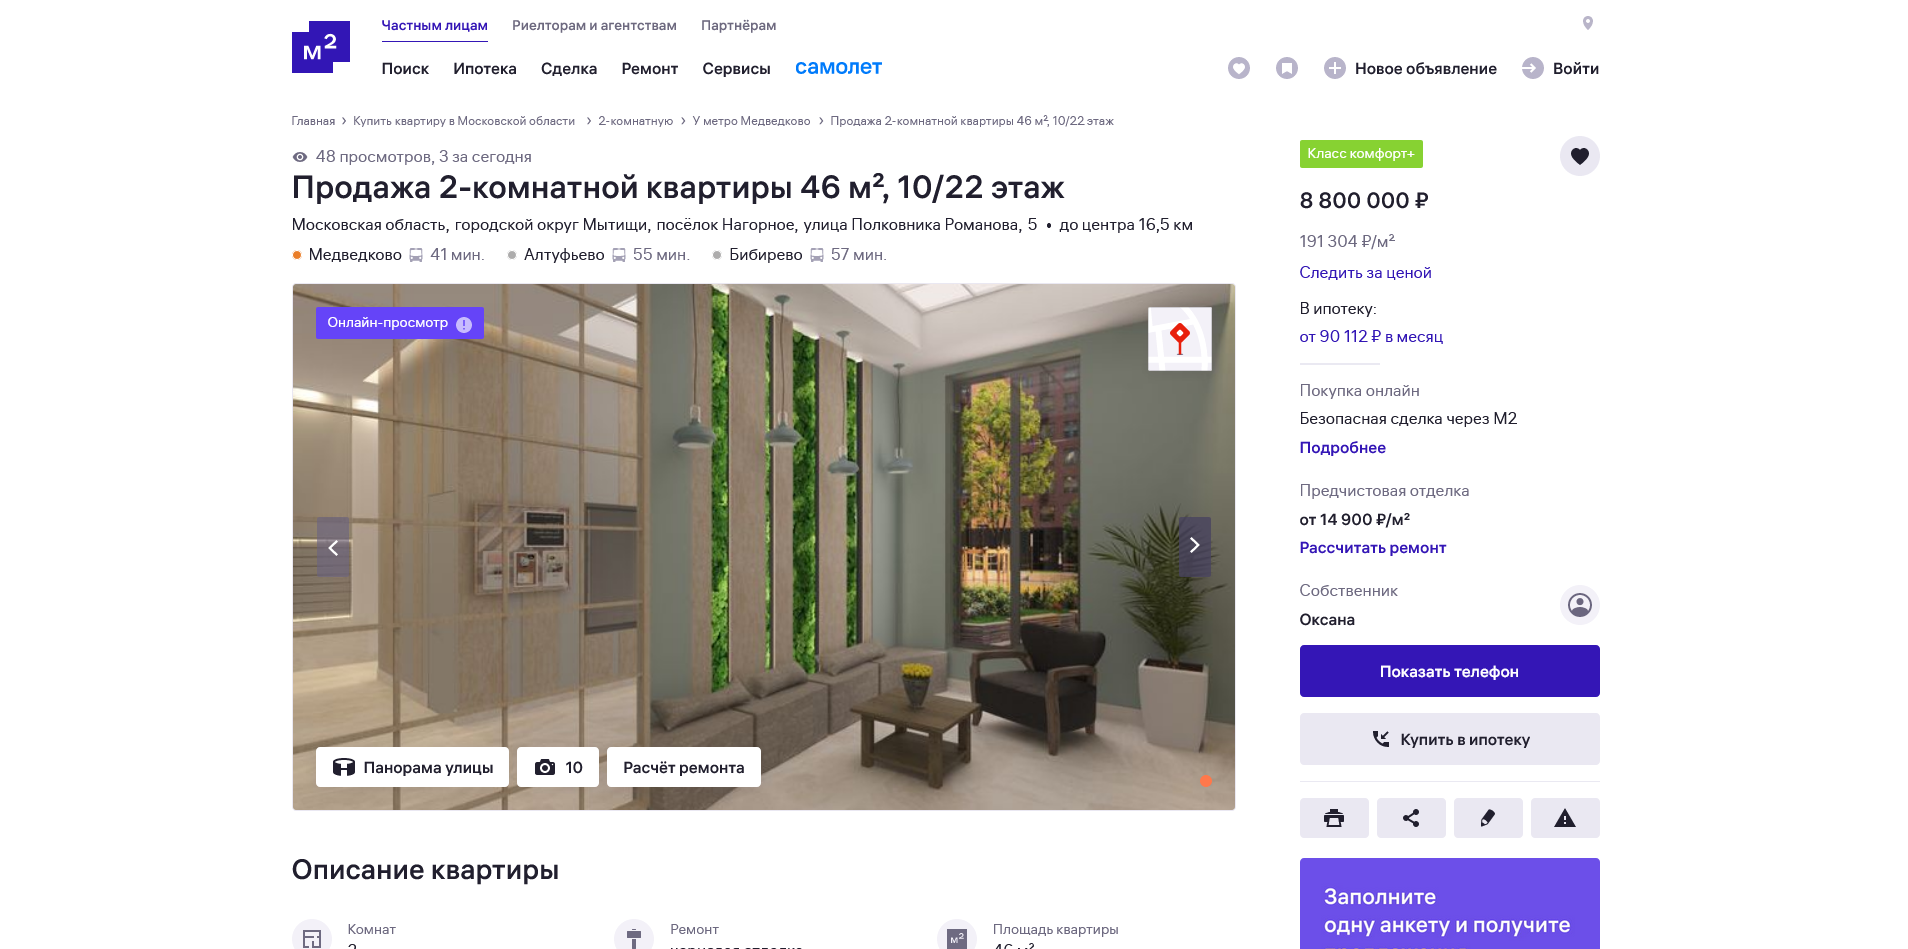 м²
Частным лицам
Риелторам и агентствам
Партнёрам
Поиск
Ипотека
Сделка
Ремонт
Сервисы
самолет
Новое объявление
Войти
Главная › Купить квартиру в Московской области › 2-комнатную › У метро Медведково › Продажа 2-комнатной квартиры 46 м², 10/22 этаж
48 просмотров, 3 за сегодня
Продажа 2-комнатной квартиры 46 м², 10/22 этаж
Московская область, городской округ Мытищи, посёлок Нагорное, улица Полковника Романова, 5 • до центра 16,5 км
Медведково 41 мин. Алтуфьево 55 мин. Бибирево 57 мин.
Онлайн-просмотр
Панорама улицы
10
Расчёт ремонта
Класс комфорт+
8 800 000 ₽
191 304 ₽/м²
Следить за ценой
В ипотеку:
от 90 112 ₽ в месяц
Покупка онлайн
Безопасная сделка через М2
Подробнее
Предчистовая отделка
от 14 900 ₽/м²
Рассчитать ремонт
Собственник
Оксана
Показать телефон
Купить в ипотеку
Заполните
одну анкету и получите
Описание квартиры
Комнат
2
Ремонт
черновая отделка
м²
Площадь квартиры
46 м²